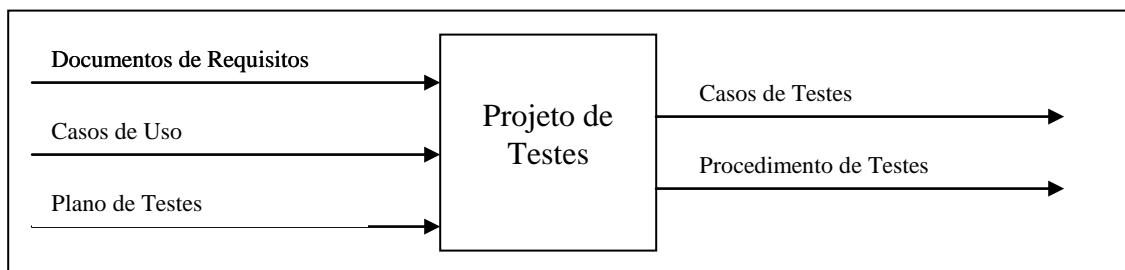 Documentos de Requisitos
Casos de Uso
Plano de Testes
Projeto de
Testes
Casos de Testes
Procedimento de Testes